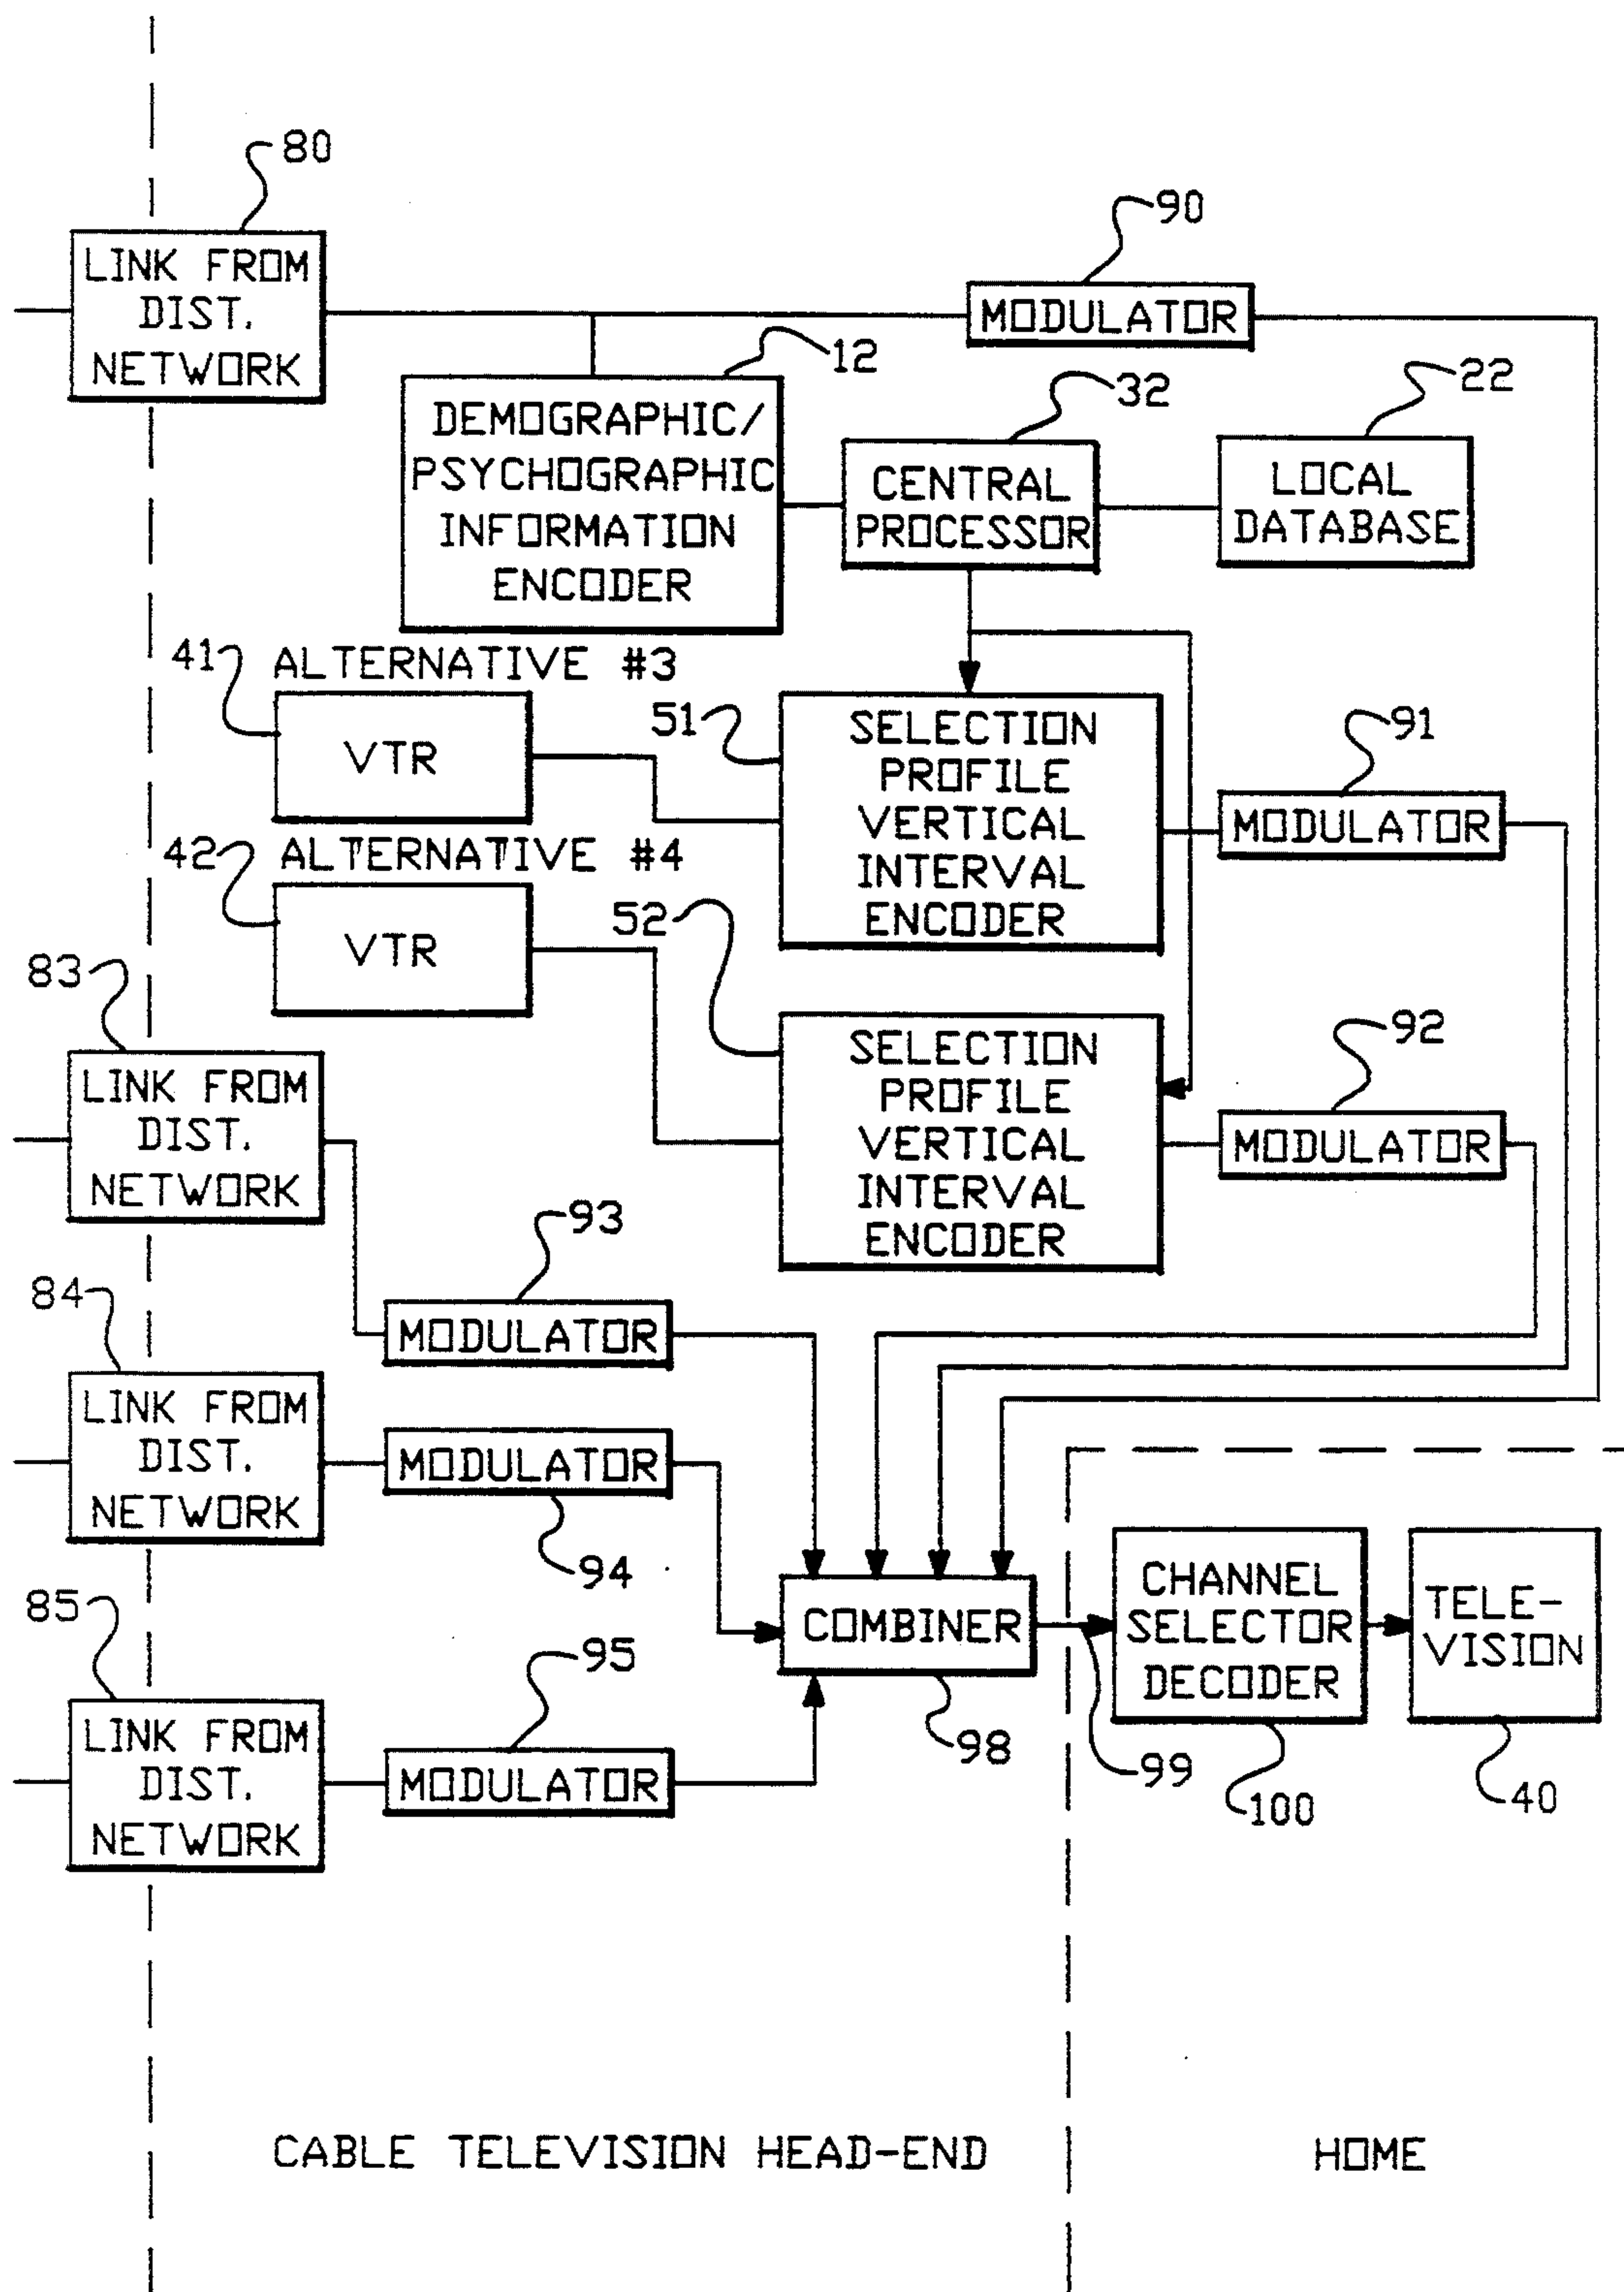 80
LINK FROM
DIST.
NETWORK
90
MODULATOR
12
DEMOGRAPHIC/
PSYCHOGRAPHIC
INFORMATION
ENCODER
32
CENTRAL
PROCESSOR
22
LOCAL
DATABASE
41
ALTERNATIVE #3
VTR
51
SELECTION
PROFILE
VERTICAL
INTERVAL
ENCODER
91
MODULATOR
42
ALTERNATIVE #4
VTR
52
SELECTION
PROFILE
VERTICAL
INTERVAL
ENCODER
92
MODULATOR
83
LINK FROM
DIST.
NETWORK
93
MODULATOR
84
LINK FROM
DIST.
NETWORK
MODULATOR
94
85
LINK FROM
DIST.
NETWORK
95
MODULATOR
COMBINER
98
99
CHANNEL
SELECTOR
DECODER
100
TELE-
VISION
40
CABLE TELEVISION HEAD-END
HOME